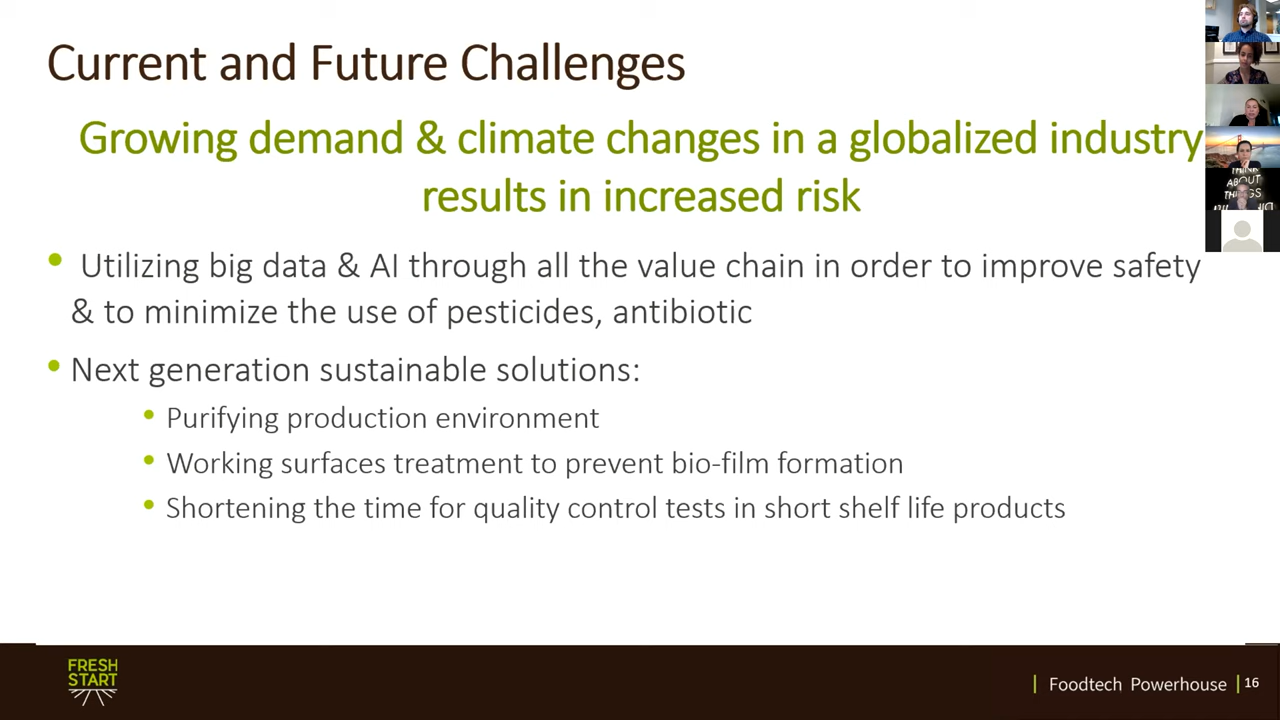 Current and Future Challenges
Growing demand & climate changes in a globalized industry
results in increased risk
• Utilizing big data & AI through all the value chain in order to improve safety
& to minimize the use of pesticides, antibiotic
• Next generation sustainable solutions:
• Purifying production environment
• Working surfaces treatment to prevent bio-film formation
• Shortening the time for quality control tests in short shelf life products
THINK
ABOUT
THINGS
FRESH
START
| Foodtech Powerhouse | 16